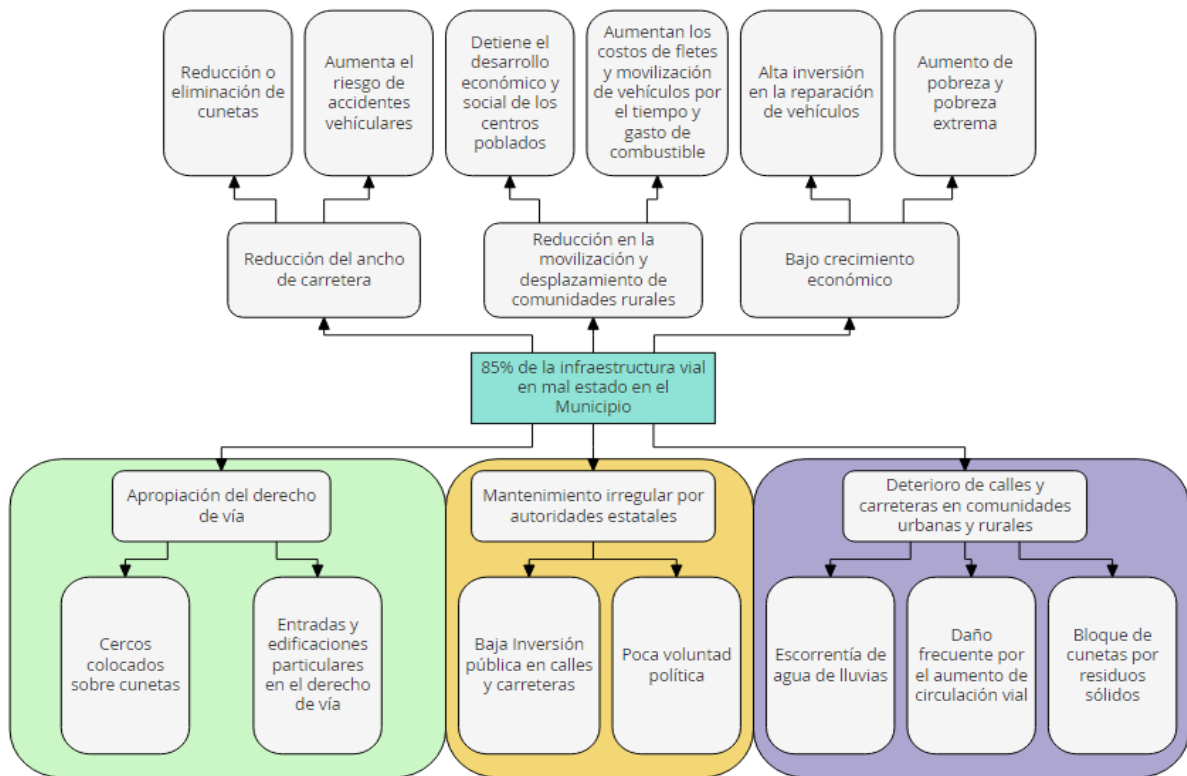 Reducción o
eliminación de
cunetas
Aumenta el
riesgo de
accidentes
vehículares
Detiene el
desarrollo
económico y
social de los
centros
poblados
Aumentan los
costos de fletes
y movilización
de vehículos por
el tiempo y
gasto de
combustible
Alta inversión
en la reparación
de vehículos
Aumento de
pobreza y
pobreza
extrema
Reducción del ancho
de carretera
Reducción en la
movilización y
desplazamiento de
comunidades rurales
Bajo crecimiento
económico
85% de la infraestructura vial
en mal estado en el
Municipio
Apropiación del derecho
de vía
Mantenimiento irregular por
autoridades estatales
Deterioro de calles y
carreteras en comunidades
urbanas y rurales
Cercos
colocados
sobre cunetas
Entradas y
edificaciones
particulares
en el derecho
de vía
Baja Inversión
pública en calles
y carreteras
Poca voluntad
política
Escorrentía de
agua de lluvias
Daño
frecuente por
el aumento de
circulación vial
Bloque de
cunetas por
residuos
sólidos